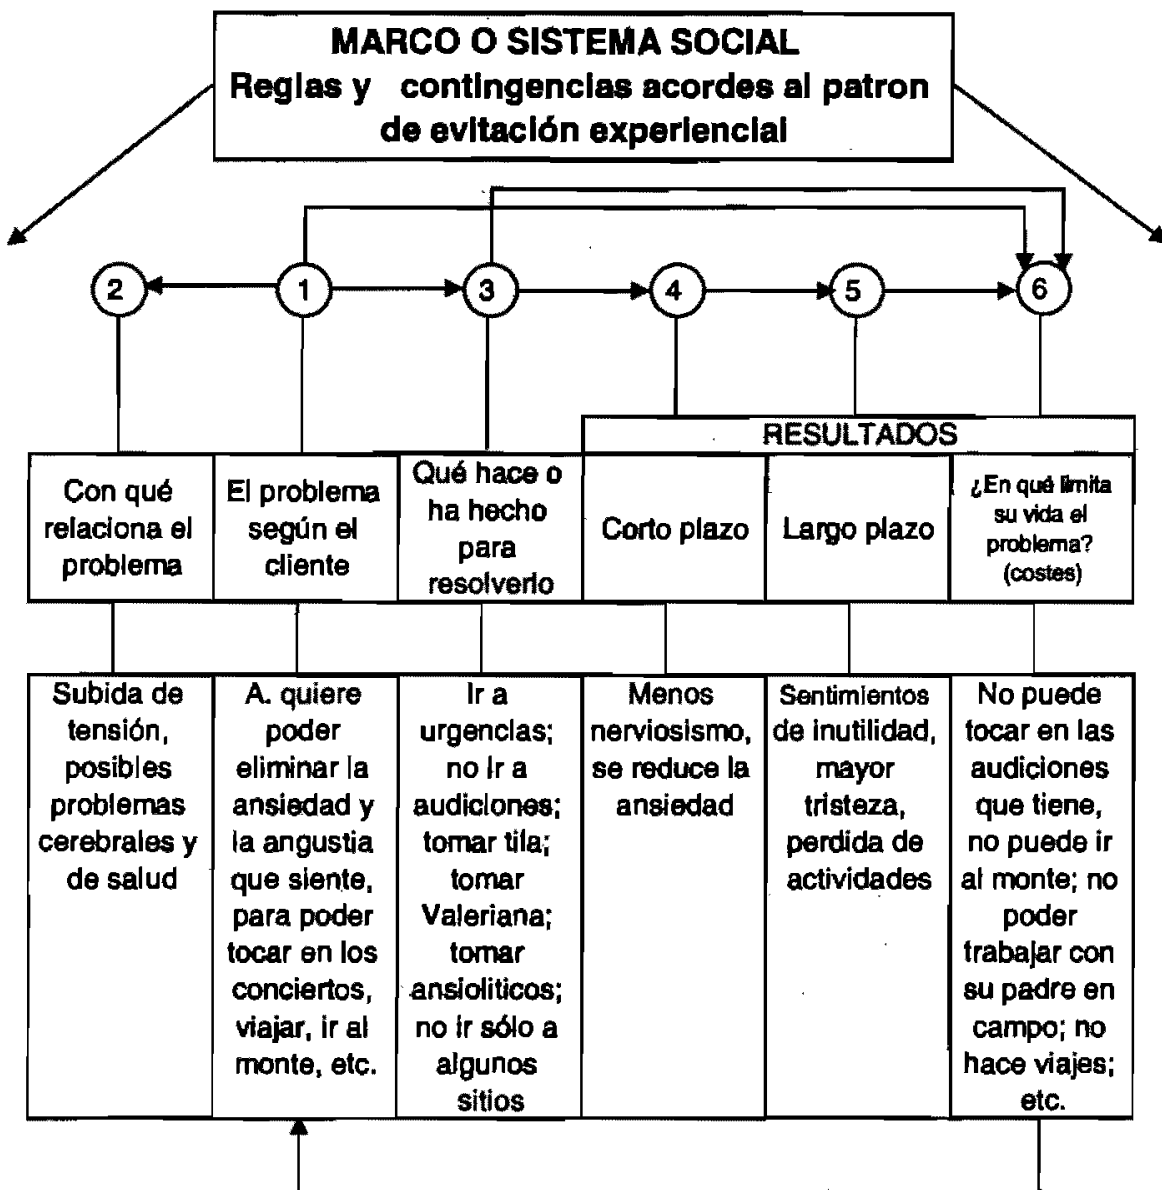 MARCO O SISTEMA SOCIAL
Reglas y contingencias acordes al patron
de evitación experiencial
2
1
3
4
5
6
RESULTADOS
Con qué
relaciona el
problema
El problema
según el
cliente
Qué hace o
ha hecho
para
resolverlo
Corto plazo
Largo plazo
¿En qué limita
su vida el
problema?
(costes)
Subida de
tensión,
posibles
problemas
cerebrales y
de salud
A. quiere
poder
eliminar la
ansiedad y
la angustia
que siente,
para poder
tocar en los
conciertos,
viajar, ir al
monte, etc.
Ir a
urgencias;
no ir a
audiciones;
tomar tila;
tomar
Valeriana;
tomar
ansioliticos;
no ir sólo a
algunos
sitios
Menos
nerviosismo,
se reduce la
ansiedad
Sentimientos
de inutilidad,
mayor
tristeza,
perdida de
actividades
No puede
tocar en las
audiciones
que tiene,
no puede ir
al monte; no
poder
trabajar con
su padre en
campo; no
hace viajes;
etc.